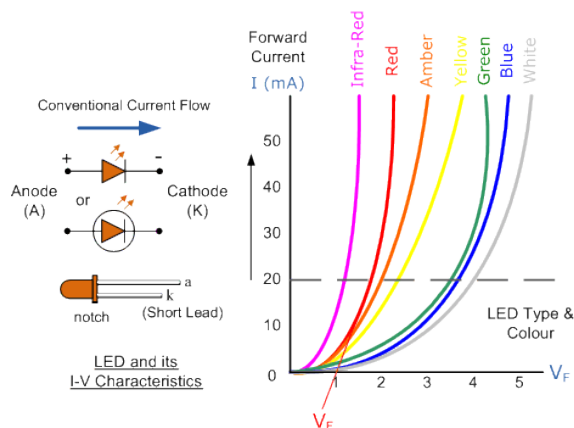 Forward
Current
I (mA)
Infra-Red
Red
Amber
Yellow
Green
Blue
White
Conventional Current Flow
+
-
Anode
(A)
or
Cathode
(K)
a
k
notch
(Short Lead)
LED and its
I-V Characteristics
50
40
30
20
10
0
LED Type &
Colour
1
2
3
4
5
V_F
V_F